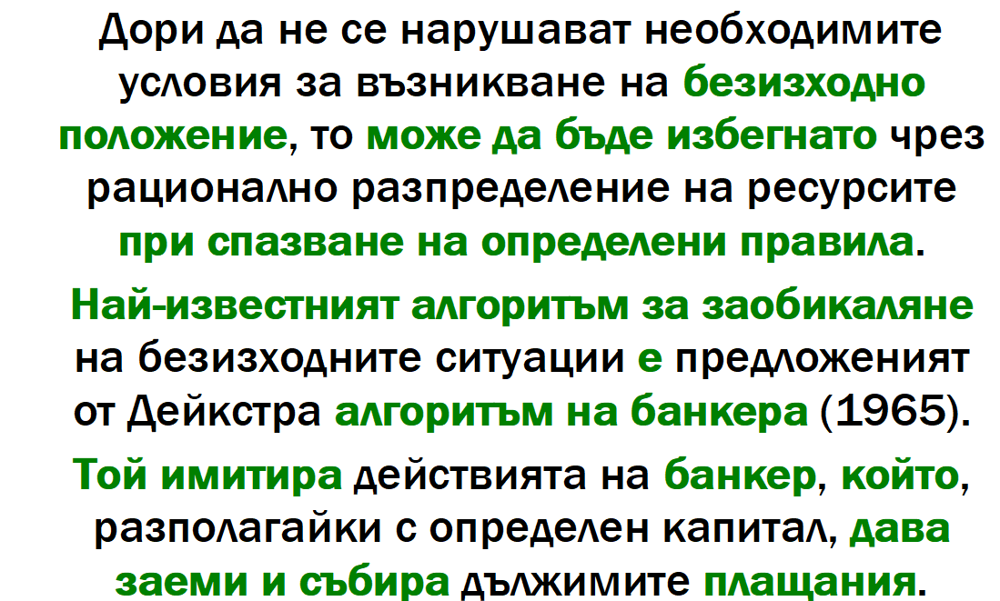 Дори да не се нарушават необходимите
условия за възникване на безизходно
положение, то може да бъде избегнато чрез
рационално разпределение на ресурсите
при спазване на определени правила.
Най-известният алгоритъм за заобикаляне
на безизходните ситуации е предложеният
от Дейкстра алгоритъм на банкера (1965).
Той имитира действията на банкер, който,
разполагайки с определен капитал, дава
заеми и събира дължимите плащания.